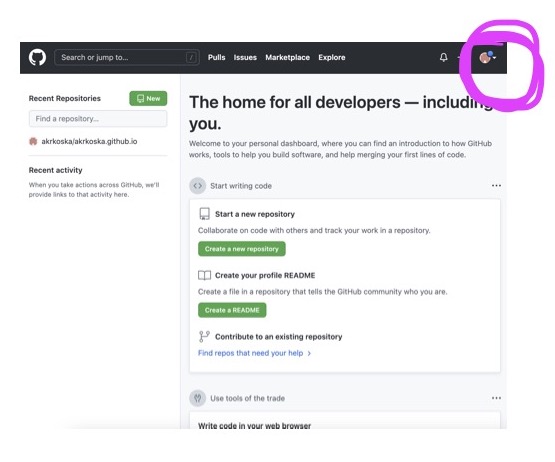 Search or jump to... /
Pulls Issues Marketplace Explore
Recent Repositories
New
Find a repository...
akrkoska/akrkoska.github.io
Recent activity
When you take actions across GitHub, we'll
provide links to that activity here.
The home for all developers — including
you.
Welcome to your personal dashboard, where you can find an introduction to how GitHub
works, tools to help you build software, and help merging your first lines of code.
Start writing code
Start a new repository
Collaborate on code with others and track your work in a repository.
Create a new repository
Create your profile README
Create a file in a repository that tells the GitHub community who you are.
Create a README
Contribute to an existing repository
Find repos that need your help
Use tools of the trade
Write code in your web browser